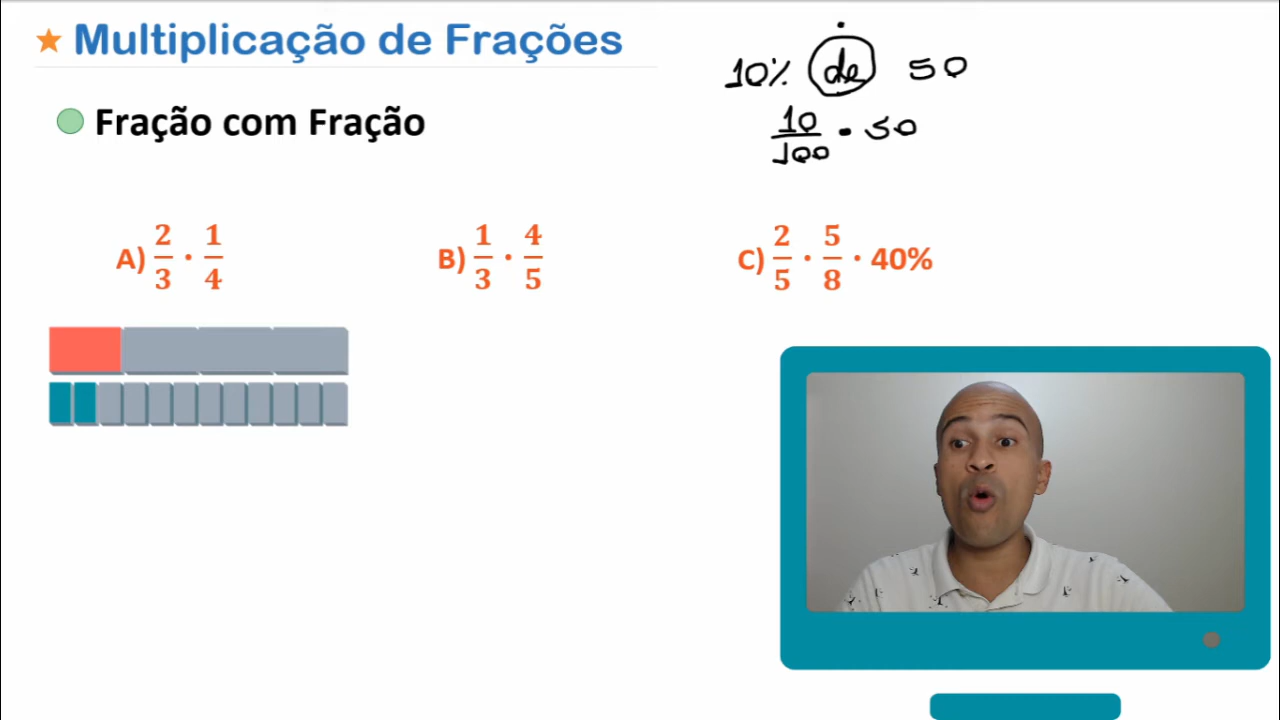 Multiplicação de Frações
10% de 50
10/100 · 50
Fração com Fração
A) 2/3 · 1/4
B) 1/3 · 4/5
C) 2/5 · 5/8 · 40%